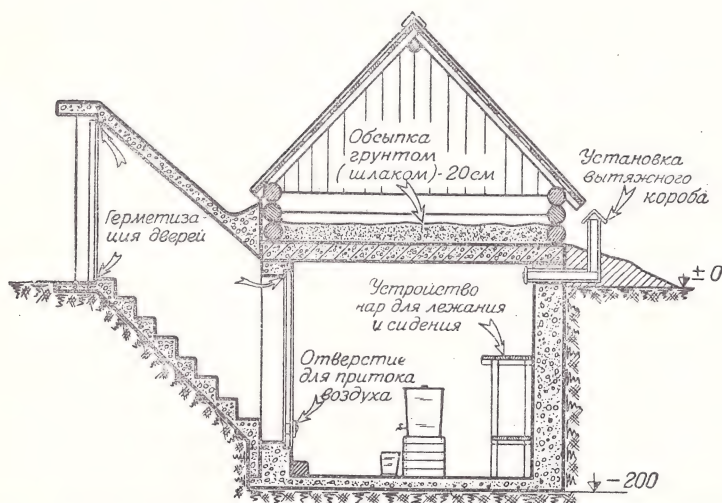 Обсыпка
грунтом
(шлаком)-20см
Установка
вытяжного
короба
Герметиза-
ция дверей
±0
Устройство
нар для лежания
и сидения
Отверстие
для притока
воздуха
-200